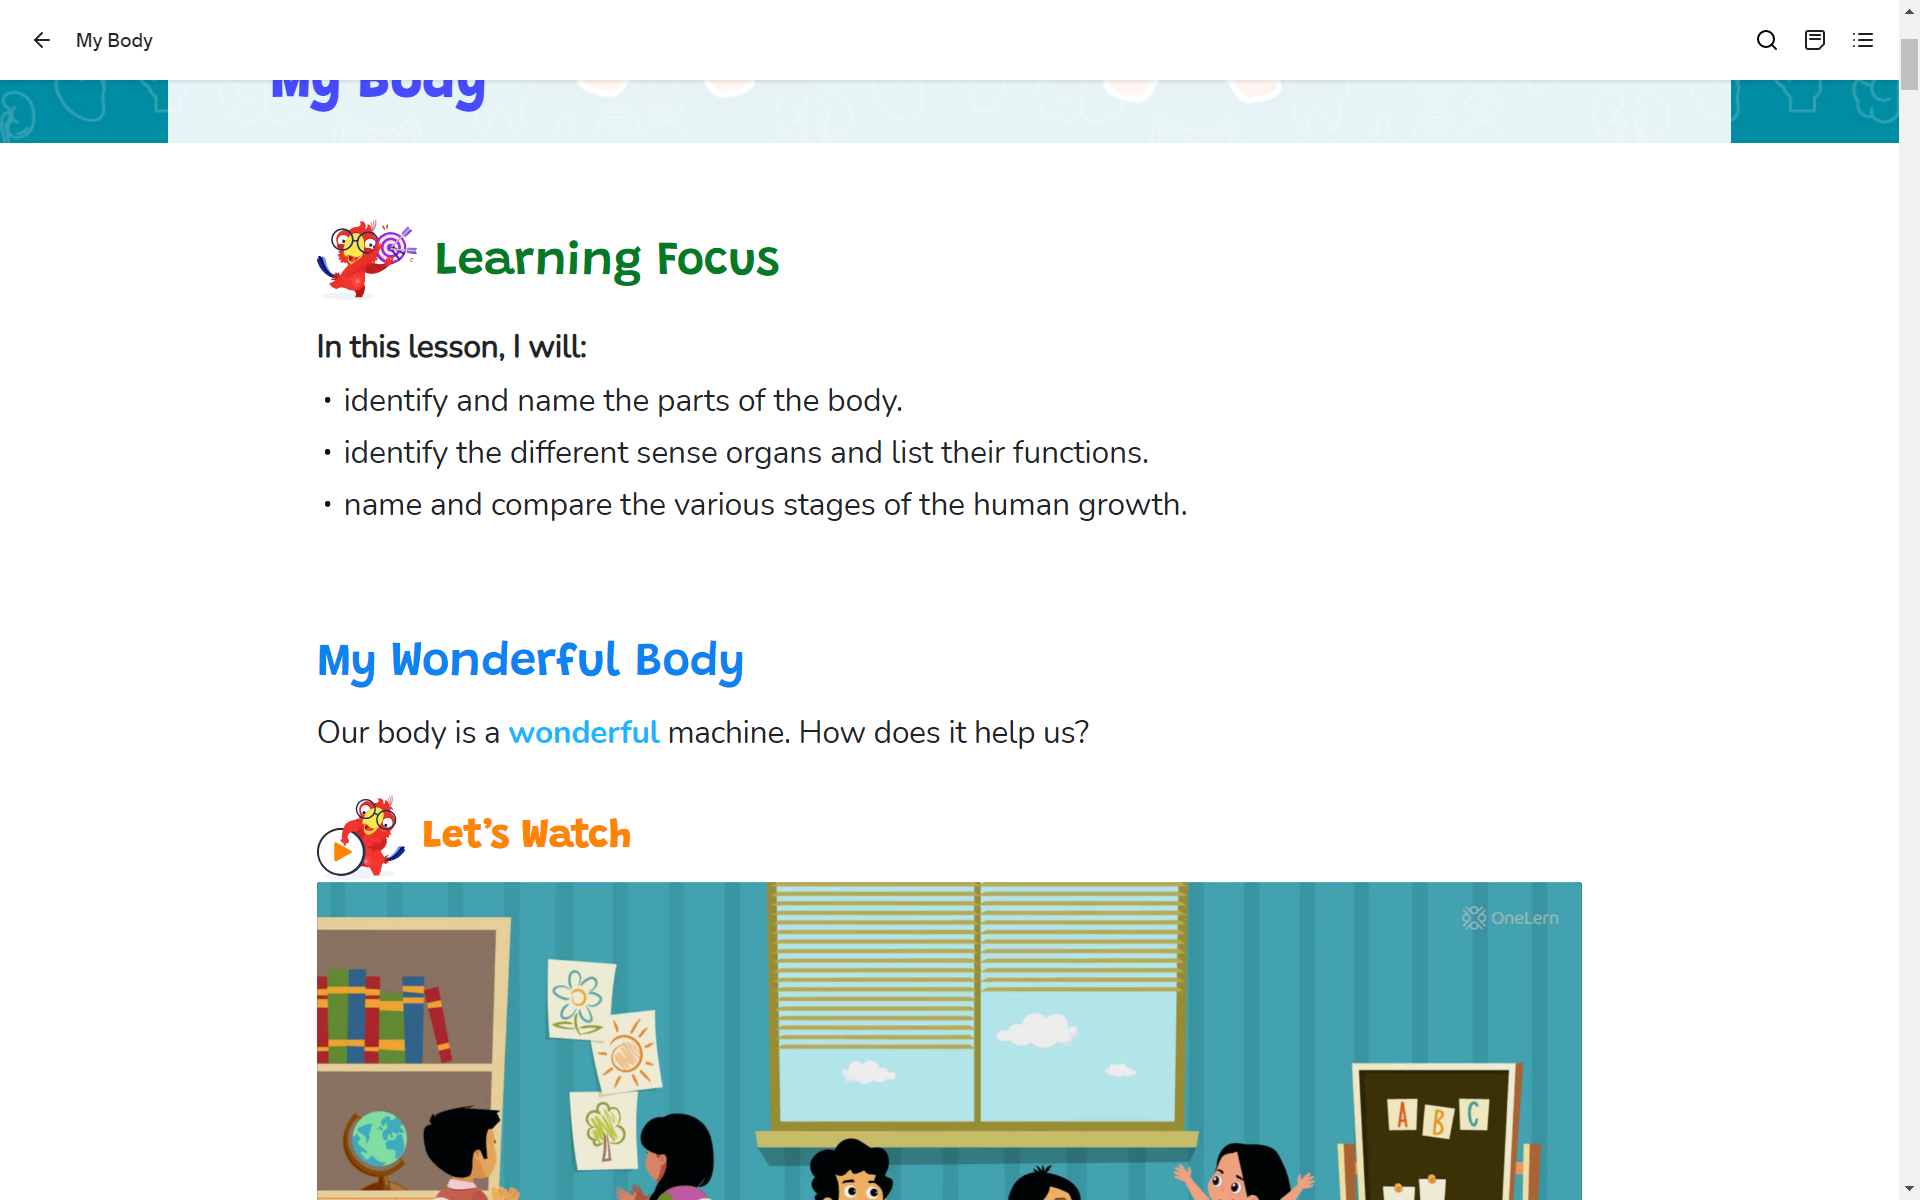 My Body
My Body
Learning Focus
In this lesson, I will:
• identify and name the parts of the body.
• identify the different sense organs and list their functions.
• name and compare the various stages of the human growth.
My Wonderful Body
Our body is a wonderful machine. How does it help us?
Let's Watch
OneLern
A B C